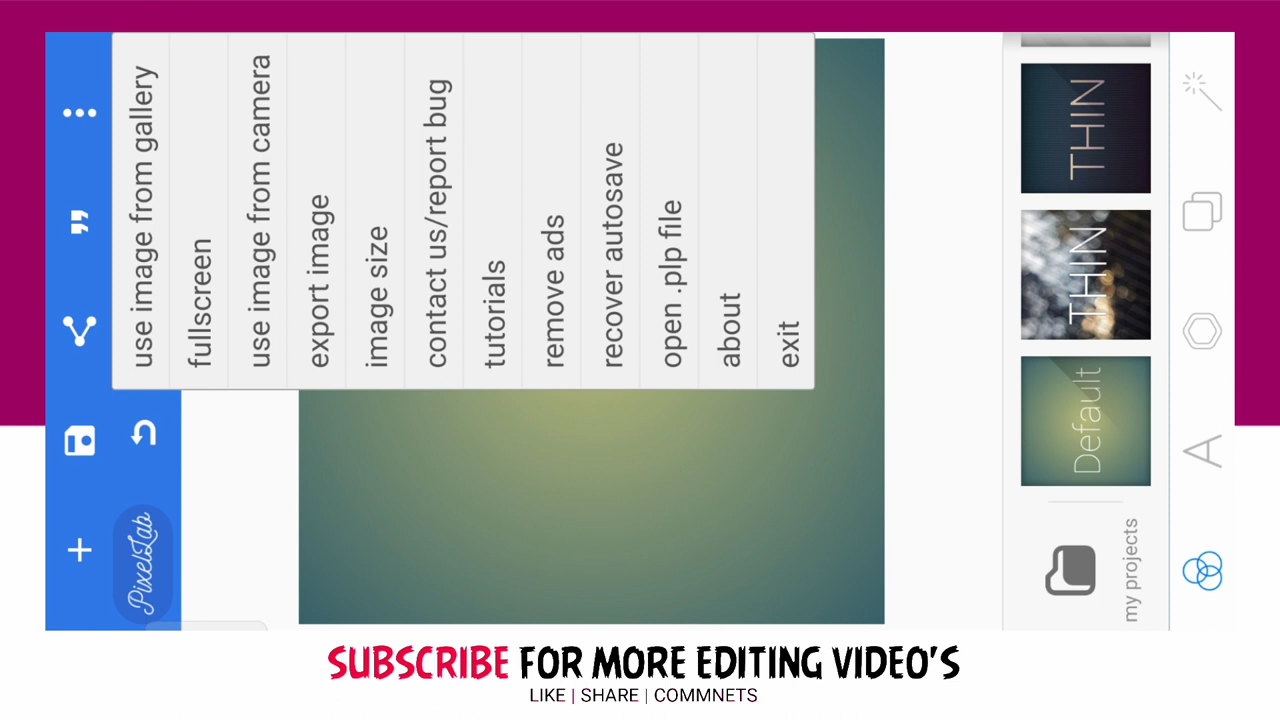 use image from gallery
fullscreen
use image from camera
export image
image size
contact us/report bug
tutorials
remove ads
recover autosave
open .plp file
about
exit
PixelLab
THIN
THIN
Default
my projects
SUBSCRIBE FOR MORE EDITING VIDEO'S
LIKE | SHARE | COMMNETS